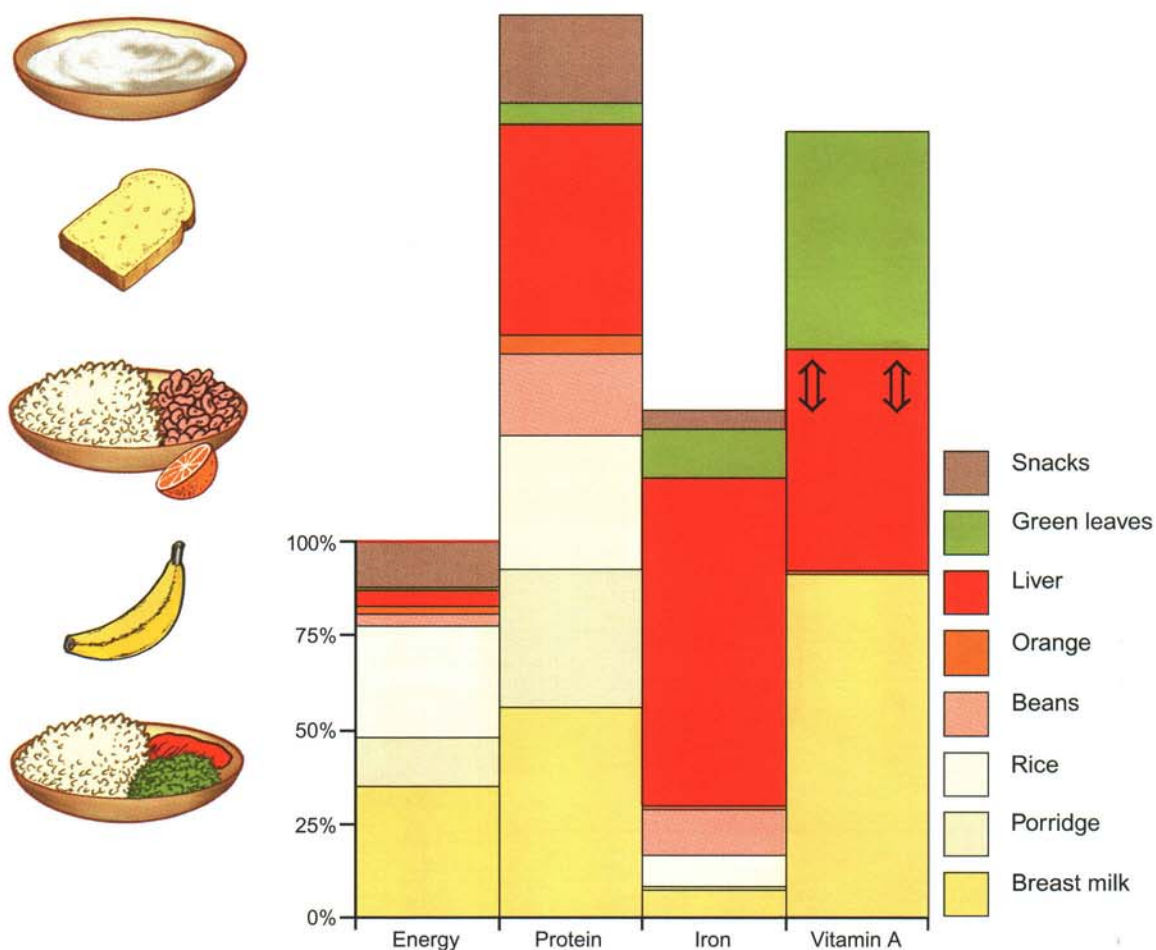 100%
75%
50%
25%
0%
Energy
Protein
Iron
Vitamin A
Snacks
Green leaves
Liver
Orange
Beans
Rice
Porridge
Breast milk